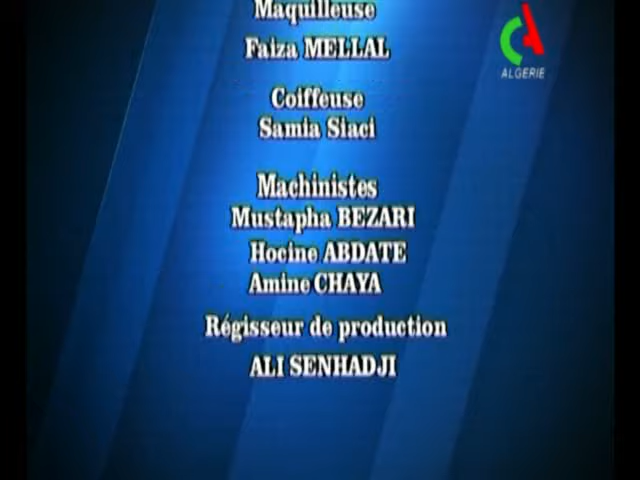 Maquilleuse
Faiza MELLAL
ALGERIE
Coiffeuse
Samia Siaci
Machinistes
Mustapha BEZARI
Hocine ABDATE
Amine CHAYA
Régisseur de production
ALI SENHADJI